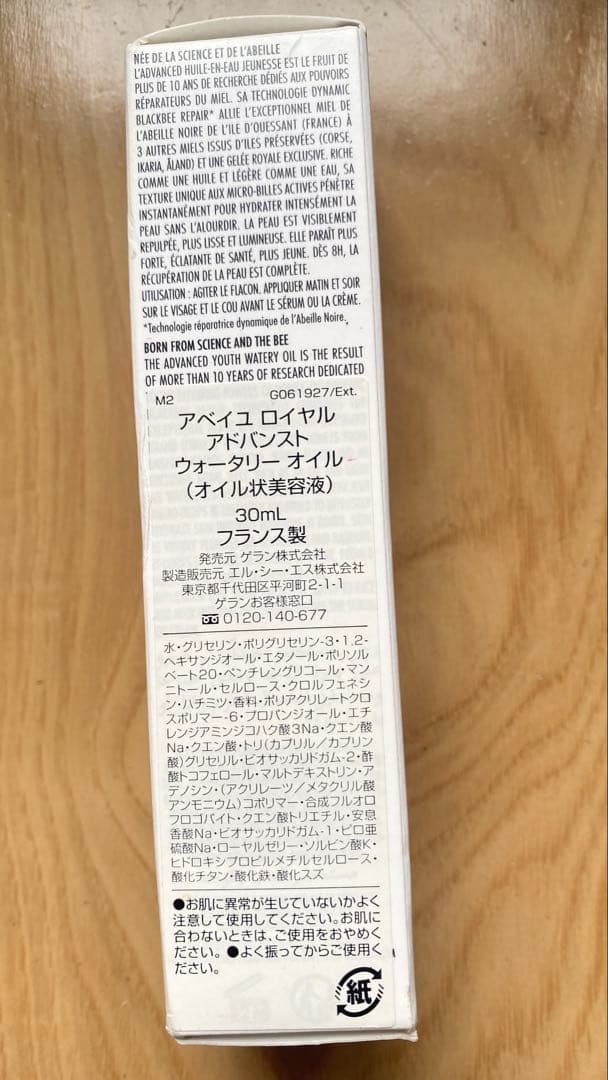 NÉE DE LA SCIENCE ET DE L'ABEILLE
L'ADVANCED HUILE-EN-EAU JEUNESSE EST LE FRUIT DE
PLUS DE 10 ANS DE RECHERCHE DÉDIÉS AUX POUVOIRS
RÉPARATEURS DU MIEL. SA TECHNOLOGIE DYNAMIC
BLACKBEE REPAIR* ALLIE L'EXCEPTIONNEL MIEL DE
L'ABEILLE NOIRE DE L'ILE D'OUESSANT (FRANCE) À
3 AUTRES MIELS ISSUS D'ILES PRÉSERVÉES (CORSE,
IKARIA, ÅLAND) ET UNE GELÉE ROYALE EXCLUSIVE. RICHE
COMME UNE HUILE ET LÉGÈRE COMME UNE EAU, SA
TEXTURE UNIQUE AUX MICRO-BILLES ACTIVES PÉNÈTRE
INSTANTANÉMENT POUR HYDRATER INTENSÉMENT LA
PEAU SANS L'ALOURDIR. LA PEAU EST VISIBLEMENT
REPULPÉE, PLUS LISSE ET LUMINEUSE. ELLE PARAÎT PLUS
FORTE, ÉCLATANTE DE SANTÉ, PLUS JEUNE. DÈS 8H, LA
RÉCUPÉRATION DE LA PEAU EST COMPLÈTE.
UTILISATION : AGITER LE FLACON. APPLIQUER MATIN ET SOIR
SUR LE VISAGE ET LE COU AVANT LE SÉRUM OU LA CRÈME.
*Technologie réparatrice dynamique de l'Abeille Noire.
BORN FROM SCIENCE AND THE BEE
THE ADVANCED YOUTH WATERY OIL IS THE RESULT
OF MORE THAN 10 YEARS OF RESEARCH DEDICATED
M2 G061927/Ext.
アベイユ ロイヤル
アドバンスト
ウォータリー オイル
（オイル状美容液）
30mL
フランス製
発売元 ゲラン株式会社
製造販売元 エル・シー・エス株式会社
東京都千代田区平河町2-1-1
ゲランお客様窓口
0120-140-677
水・グリセリン・ポリグリセリン-3・1,2-
ヘキサンジオール・エタノール・ポリソル
ベート20・ペンチレングリコール・マン
ニトール・セルロース・クロルフェネシ
ン・ハチミツ・香料・ポリアクリレートクロ
スポリマー-6・プロパンジオール・エチ
レンジアミンジコハク酸3Na・クエン酸
Na・クエン酸・トリ(カプリル／カプリン
酸)グリセリル・ビオサッカリドガム-2・酢
酸トコフェロール・マルトデキストリン・ア
デノシン・(アクリレーツ／メタクリル酸
アンモニウム)コポリマー・合成フルオロ
フロゴパイト・クエン酸トリエチル・安息
香酸Na・ビオサッカリドガム-1・ピロ亜
硫酸Na・ローヤルゼリー・ソルビン酸K・
ヒドロキシプロピルメチルセルロース・
酸化チタン・酸化鉄・酸化スズ
●お肌に異常が生じていないかよく
注意して使用してください。お肌に
合わないときは、ご使用をおやめく
ださい。●よく振ってからご使用く
ださい。
紙